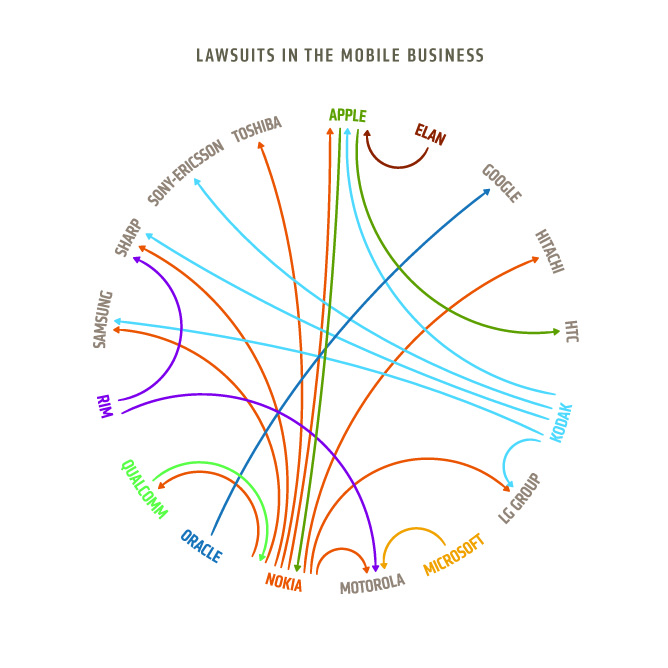 LAWSUITS IN THE MOBILE BUSINESS
APPLE
ELAN
GOOGLE
HITACHI
HTC
KODAK
LG GROUP
MICROSOFT
MOTOROLA
NOKIA
ORACLE
QUALCOMM
RIM
SAMSUNG
SHARP
SONY-ERICSSON
TOSHIBA